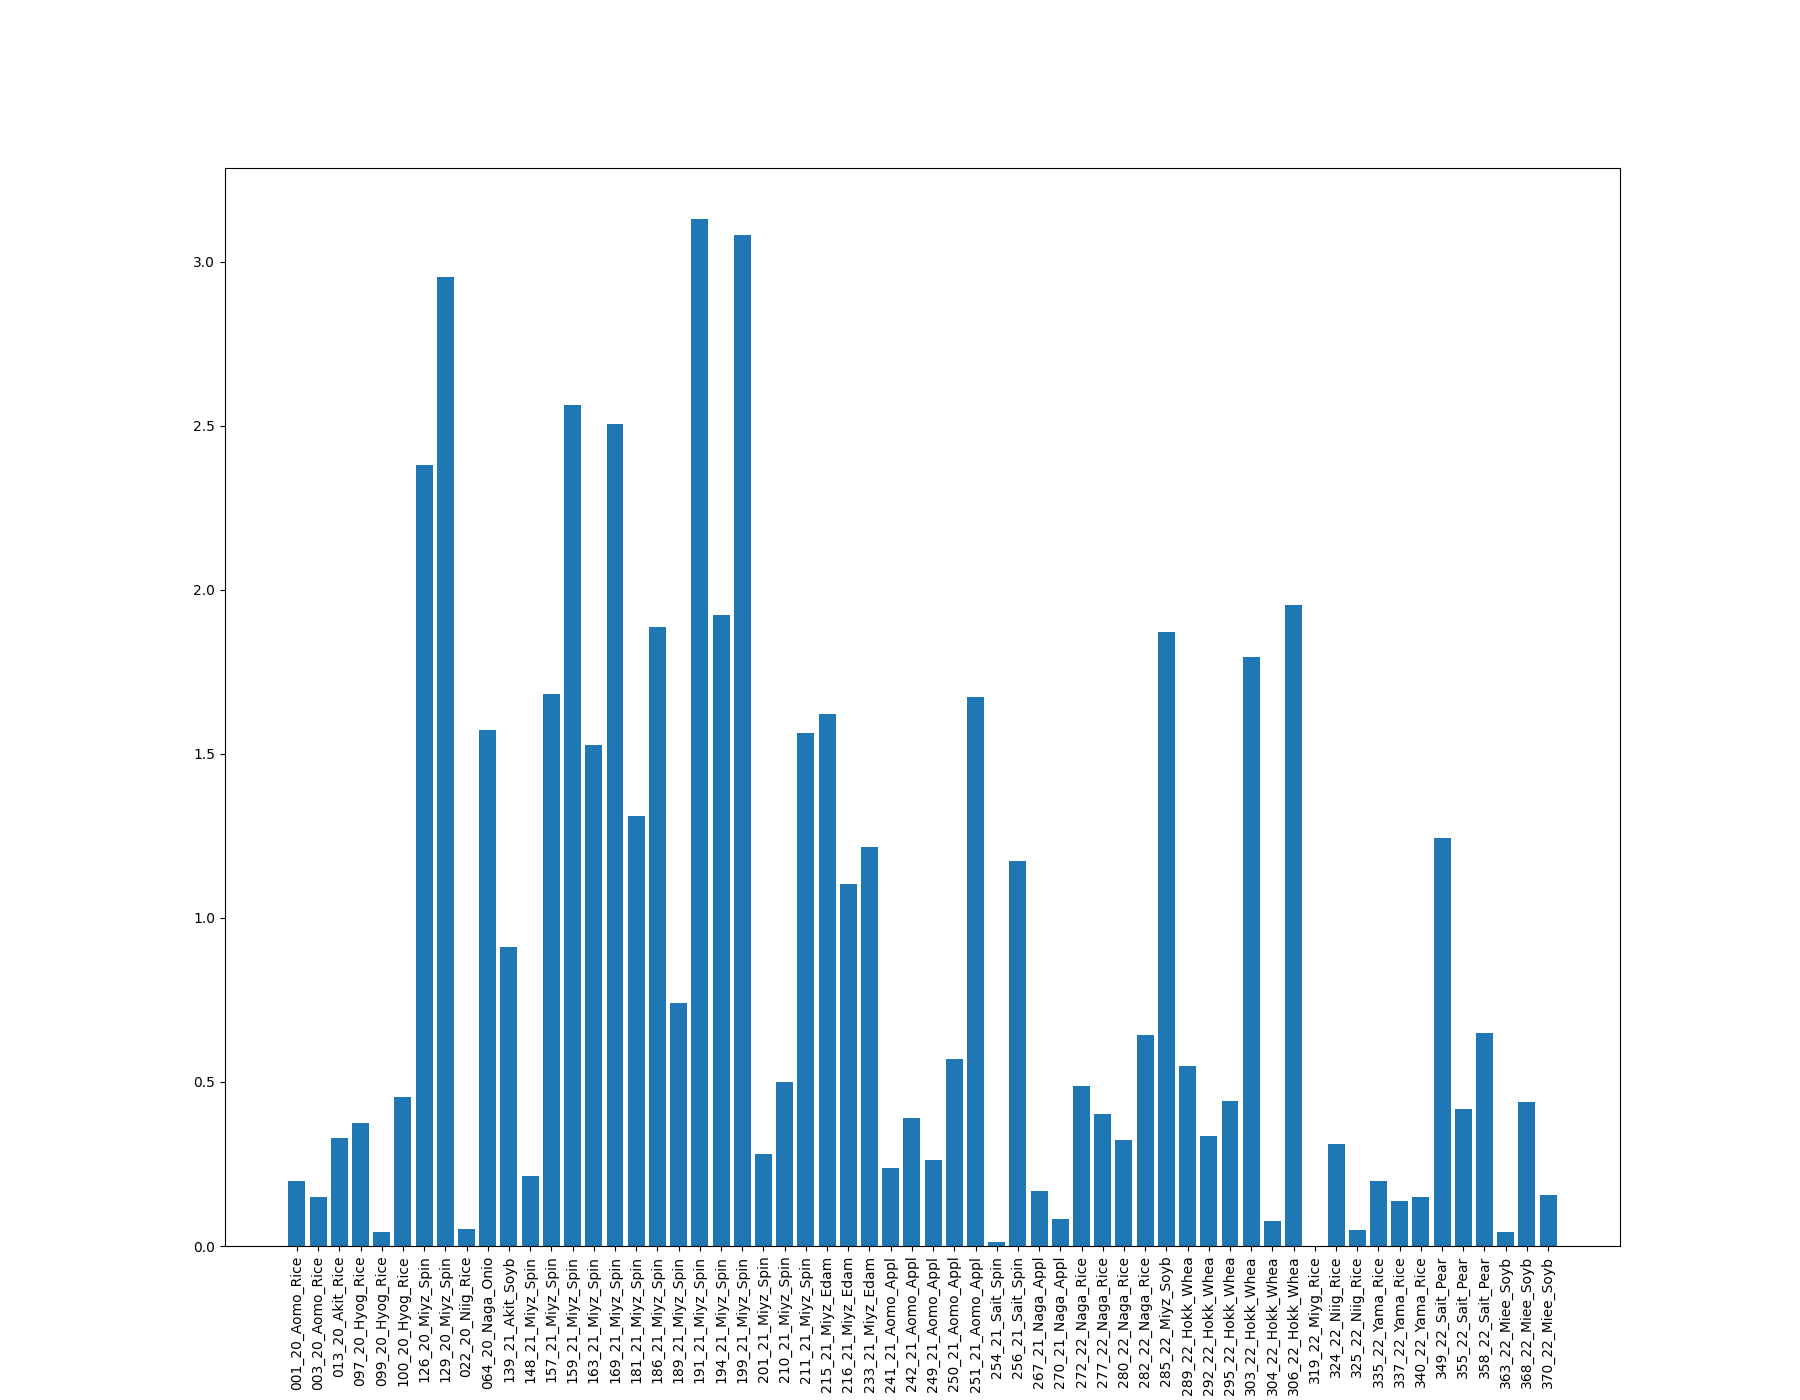 3.0
2.5
2.0
1.5
1.0
0.5
0.0
001_20_Aomo_Rice
003_20_Aomo_Rice
013_20_Akit_Rice
097_20_Hyog_Rice
099_20_Hyog_Rice
100_20_Hyog_Rice
126_20_Miyz_Spin
129_20_Miyz_Spin
022_20_Niig_Rice
064_20_Naga_Onio
139_21_Akit_Soyb
148_21_Miyz_Spin
157_21_Miyz_Spin
159_21_Miyz_Spin
163_21_Miyz_Spin
169_21_Miyz_Spin
181_21_Miyz_Spin
186_21_Miyz_Spin
189_21_Miyz_Spin
191_21_Miyz_Spin
194_21_Miyz_Spin
199_21_Miyz_Spin
201_21_Miyz_Spin
210_21_Miyz_Spin
211_21_Miyz_Spin
215_21_Miyz_Edam
216_21_Miyz_Edam
233_21_Miyz_Edam
241_21_Aomo_Appl
242_21_Aomo_Appl
249_21_Aomo_Appl
250_21_Aomo_Appl
251_21_Aomo_Appl
254_21_Sait_Spin
256_21_Sait_Spin
267_21_Naga_Appl
270_21_Naga_Appl
272_22_Naga_Rice
277_22_Naga_Rice
280_22_Naga_Rice
282_22_Naga_Rice
285_22_Miyz_Soyb
289_22_Hokk_Whea
292_22_Hokk_Whea
295_22_Hokk_Whea
303_22_Hokk_Whea
304_22_Hokk_Whea
306_22_Hokk_Whea
319_22_Miyg_Rice
324_22_Niig_Rice
325_22_Niig_Rice
335_22_Yama_Rice
337_22_Yama_Rice
340_22_Yama_Rice
349_22_Sait_Pear
355_22_Sait_Pear
358_22_Sait_Pear
363_22_Miee_Soyb
368_22_Miee_Soyb
370_22_Miee_Soyb